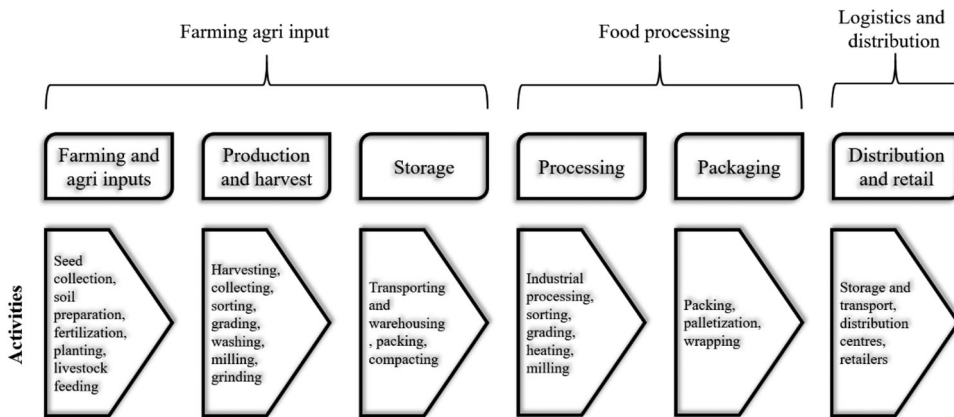 Farming agri input
Food processing
Logistics and
distribution
Farming and
agri inputs
Production
and harvest
Storage
Processing
Packaging
Distribution
and retail
Activities
Seed
collection,
soil
preparation,
fertilization,
planting,
livestock
feeding
Harvesting,
collecting,
sorting,
grading,
washing,
milling,
grinding
Transporting
and
warehousing
, packing,
compacting
Industrial
processing,
sorting,
grading,
heating,
milling
Packing,
palletization,
wrapping
Storage and
transport,
distribution
centres,
retailers